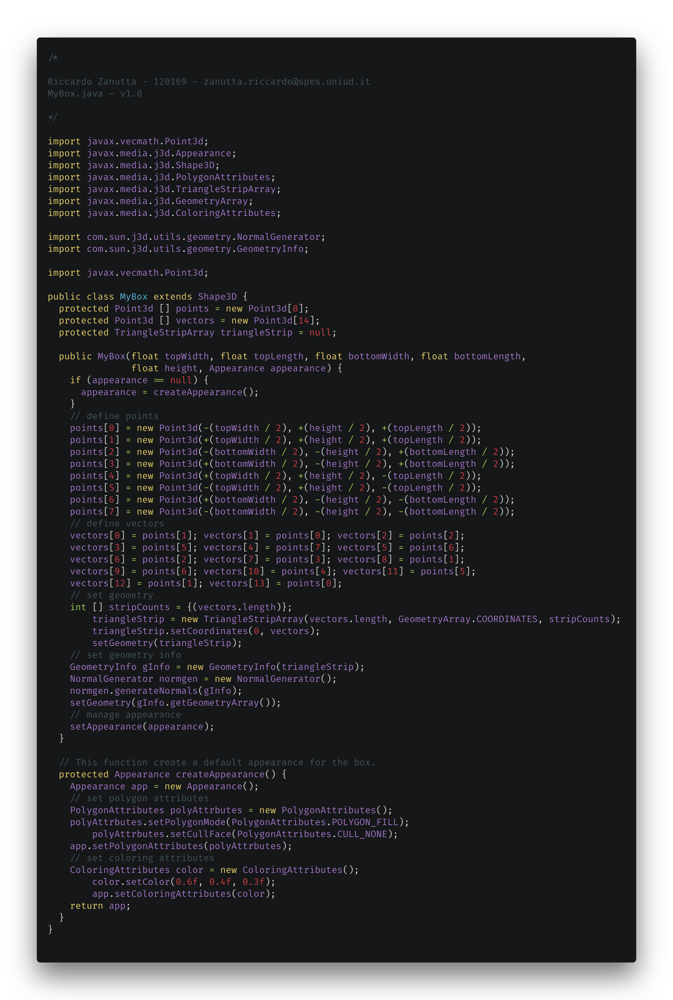 /*
Riccardo Zanutta - 120169 - zanutta.riccardo@spes.uniud.it
MyBox.java - v1.0
*/
import javax.vecmath.Point3d;
import javax.media.j3d.Appearance;
import javax.media.j3d.Shape3D;
import javax.media.j3d.PolygonAttributes;
import javax.media.j3d.TriangleStripArray;
import javax.media.j3d.GeometryArray;
import javax.media.j3d.ColoringAttributes;
import com.sun.j3d.utils.geometry.NormalGenerator;
import com.sun.j3d.utils.geometry.GeometryInfo;
import javax.vecmath.Point3d;
public class MyBox extends Shape3D {
  protected Point3d [] points = new Point3d[8];
  protected Point3d [] vectors = new Point3d[14];
  protected TriangleStripArray triangleStrip = null;
  public MyBox(float topWidth, float topLength, float bottomWidth, float bottomLength,
               float height, Appearance appearance) {
    if (appearance == null) {
      appearance = createAppearance();
    }
    // define points
    points[0] = new Point3d(-(topWidth / 2), +(height / 2), +(topLength / 2));
    points[1] = new Point3d(+(topWidth / 2), +(height / 2), +(topLength / 2));
    points[2] = new Point3d(-(bottomWidth / 2), -(height / 2), +(bottomLength / 2));
    points[3] = new Point3d(+(bottomWidth / 2), -(height / 2), +(bottomLength / 2));
    points[4] = new Point3d(+(topWidth / 2), +(height / 2), -(topLength / 2));
    points[5] = new Point3d(-(topWidth / 2), +(height / 2), -(topLength / 2));
    points[6] = new Point3d(+(bottomWidth / 2), -(height / 2), -(bottomLength / 2));
    points[7] = new Point3d(-(bottomWidth / 2), -(height / 2), -(bottomLength / 2));
    // define vectors
    vectors[0] = points[1]; vectors[1] = points[0]; vectors[2] = points[2];
    vectors[3] = points[5]; vectors[4] = points[7]; vectors[5] = points[6];
    vectors[6] = points[2]; vectors[7] = points[3]; vectors[8] = points[1];
    vectors[9] = points[6]; vectors[10] = points[4]; vectors[11] = points[5];
    vectors[12] = points[1]; vectors[13] = points[0];
    // set geometry
    int [] stripCounts = {(vectors.length)};
        triangleStrip = new TriangleStripArray(vectors.length, GeometryArray.COORDINATES, stripCounts);
        triangleStrip.setCoordinates(0, vectors);
        setGeometry(triangleStrip);
    // set geometry info
    GeometryInfo gInfo = new GeometryInfo(triangleStrip);
    NormalGenerator normgen = new NormalGenerator();
    normgen.generateNormals(gInfo);
    setGeometry(gInfo.getGeometryArray());
    // manage appearance
    setAppearance(appearance);
  }
  // This function create a default appearance for the box.
  protected Appearance createAppearance() {
    Appearance app = new Appearance();
    // set polygon attributes
    PolygonAttributes polyAttrbutes = new PolygonAttributes();
    polyAttrbutes.setPolygonMode(PolygonAttributes.POLYGON_FILL);
        polyAttrbutes.setCullFace(PolygonAttributes.CULL_NONE);
    app.setPolygonAttributes(polyAttrbutes);
    // set coloring attributes
    ColoringAttributes color = new ColoringAttributes();
        color.setColor(0.6f, 0.4f, 0.3f);
        app.setColoringAttributes(color);
    return app;
  }
}